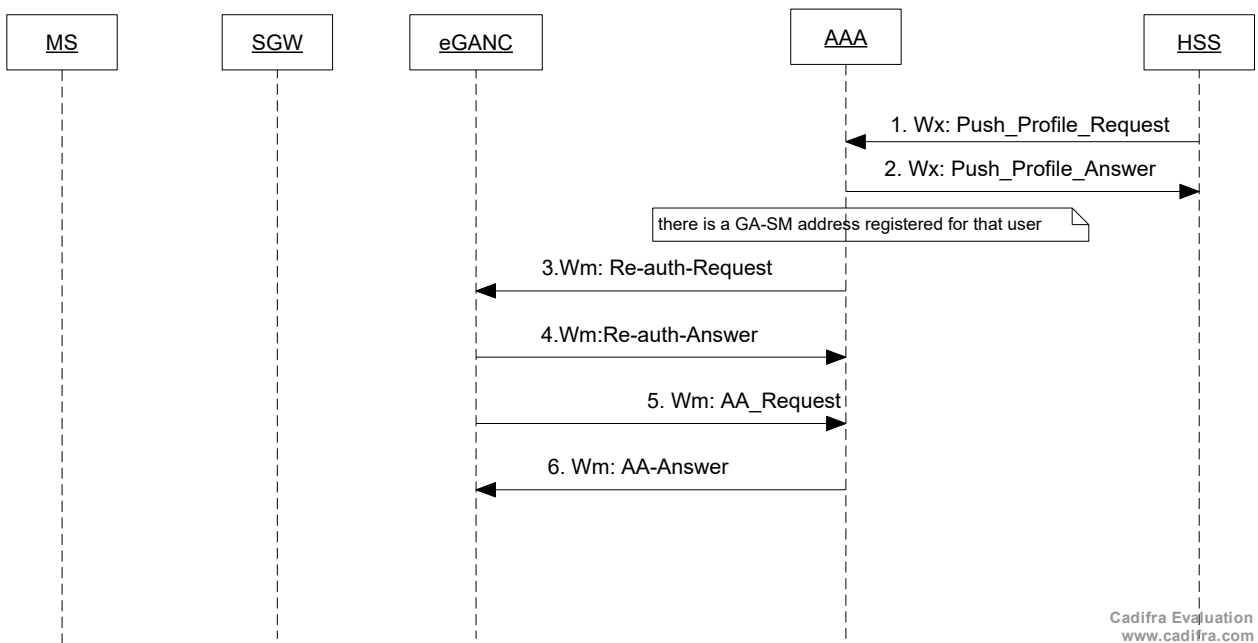 MS
SGW
eGANC
AAA
HSS
1. Wx: Push_Profile_Request
2. Wx: Push_Profile_Answer
there is a GA-SM address registered for that user
3.Wm: Re-auth-Request
4.Wm:Re-auth-Answer
5. Wm: AA_Request
6. Wm: AA-Answer
Cadifra Evaluation
www.cadifra.com